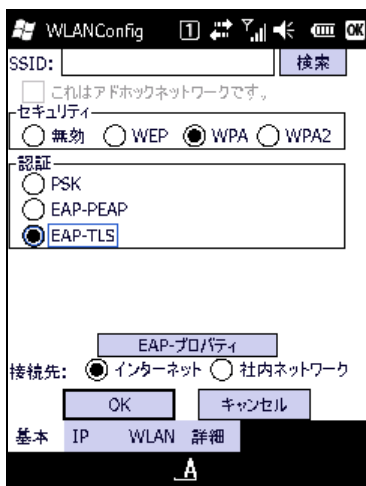 WLANConfig 1 OK
SSID: 検索
これはアドホックネットワークです。
セキュリティ
無効 WEP WPA WPA2
認証
PSK
EAP-PEAP
EAP-TLS
EAP-プロパティ
接続先: インターネット 社内ネットワーク
OK キャンセル
基本 IP WLAN 詳細
A